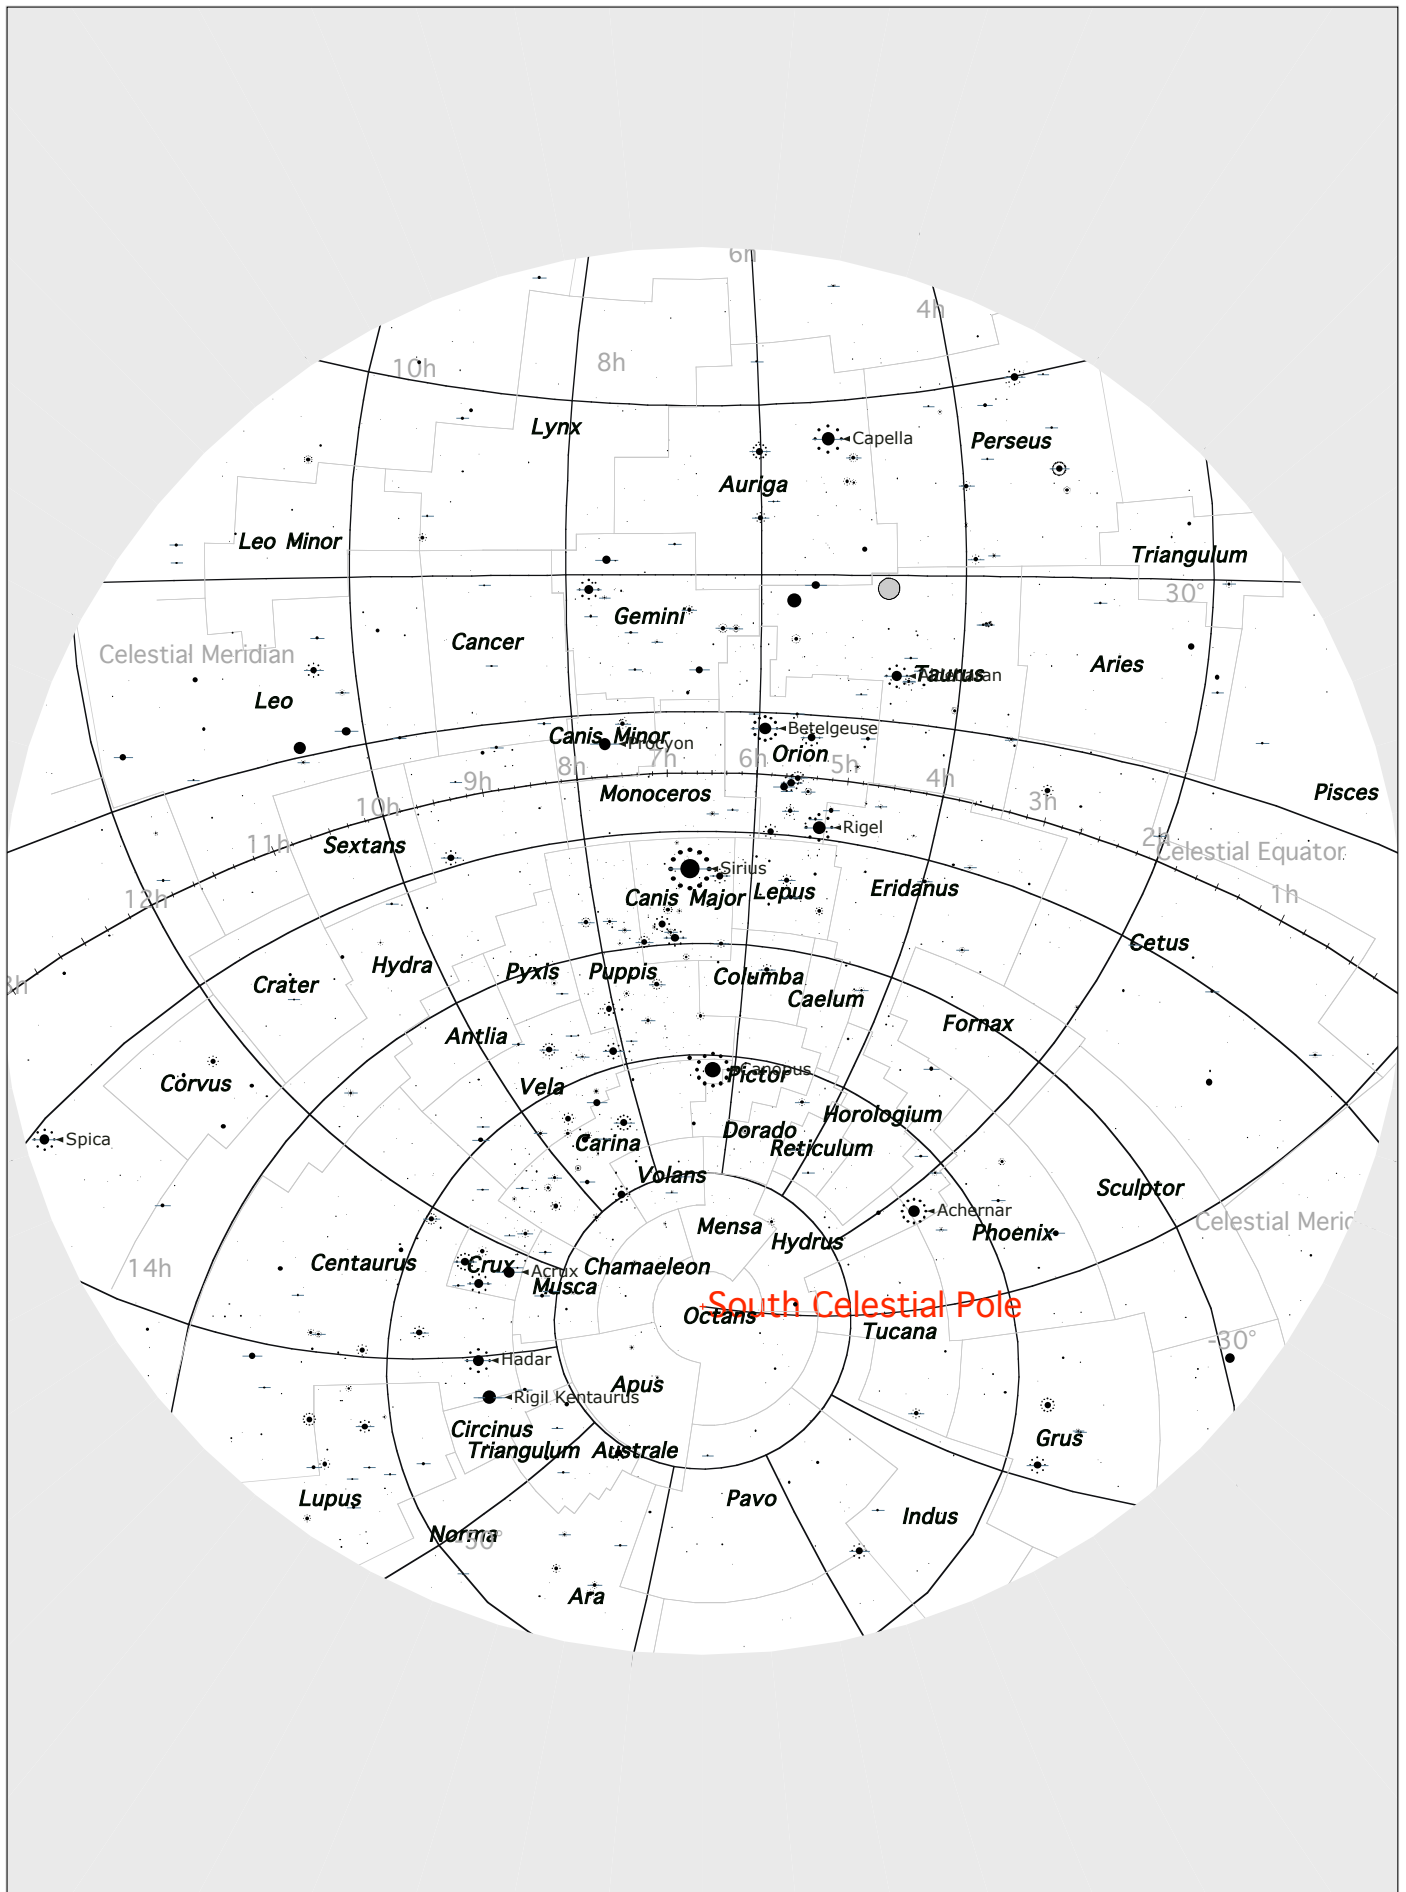 6h
4h
10h
8h
Lynx
Capella
Perseus
Auriga
Leo Minor
Triangulum
30°
Gemini
Cancer
Celestial Meridian
Aries
Taurus
Leo
Betelgeuse
Canis Minor
Procyon
Orion
7h
6h
5h
8h
9h
4h
Monoceros
Pisces
10h
3h
Rigel
11h
Sextans
2h
Celestial Equator
Sirius
12h
Canis Major
Lepus
Eridanus
1h
Cetus
Hydra
Pyxis
Puppis
Columba
Crater
Caelum
Fornax
Antlia
Canopus
Pictor
Corvus
Vela
Horologium
Spica
Carina
Dorado
Reticulum
Volans
Sculptor
Achernar
Celestial Meric
Mensa
Hydrus
Phoenix
14h
Centaurus
Crux
Acrux
Chamaeleon
Musca
South Celestial Pole
Octans
Tucana
-30°
Hadar
Apus
Rigil Kentaurus
Circinus
Grus
Triangulum Australe
Lupus
Pavo
Indus
Norma
-50°
Ara